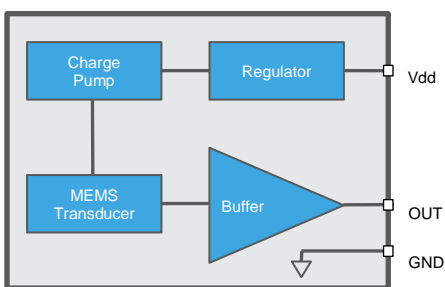 Charge
Pump
Regulator
Vdd
MEMS
Transducer
Buffer
OUT
GND